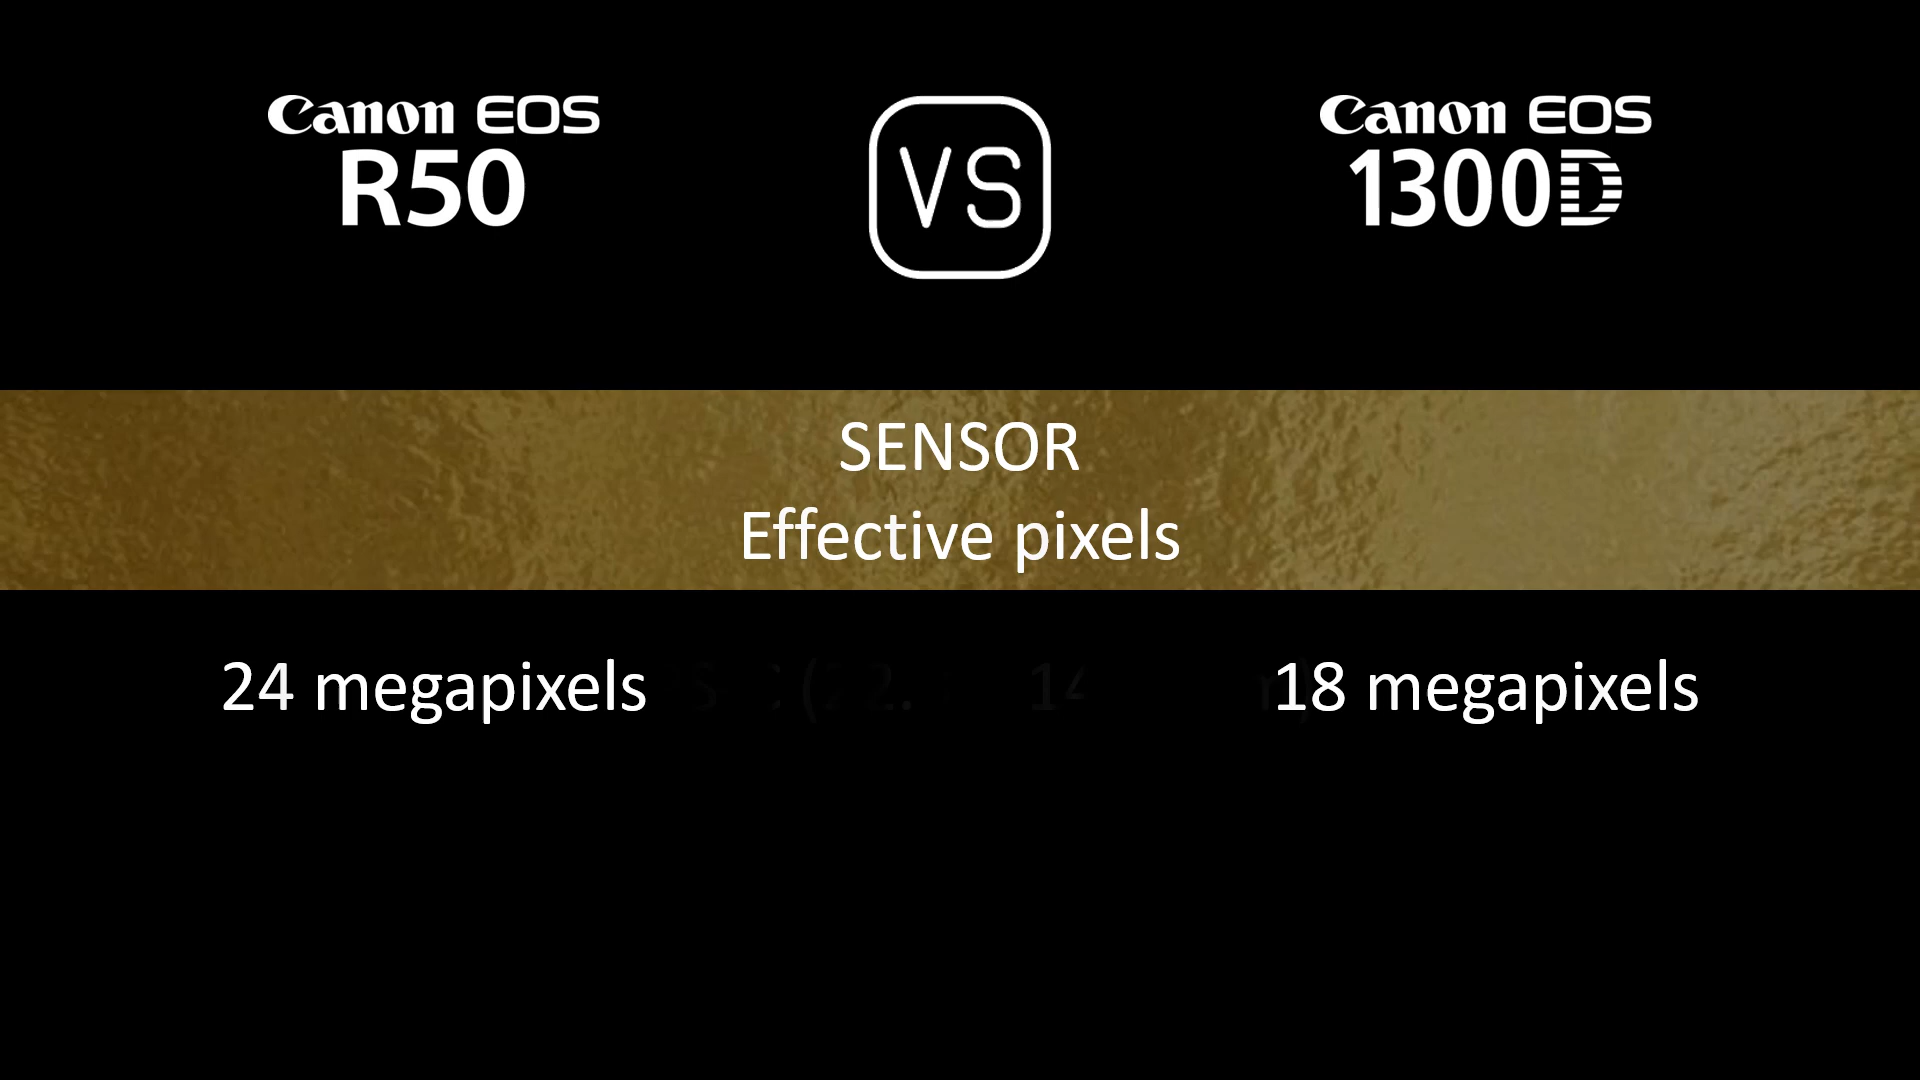 Canon EOS
R50
VS
Canon EOS
1300D
SENSOR
Effective pixels
24 megapixels
18 megapixels